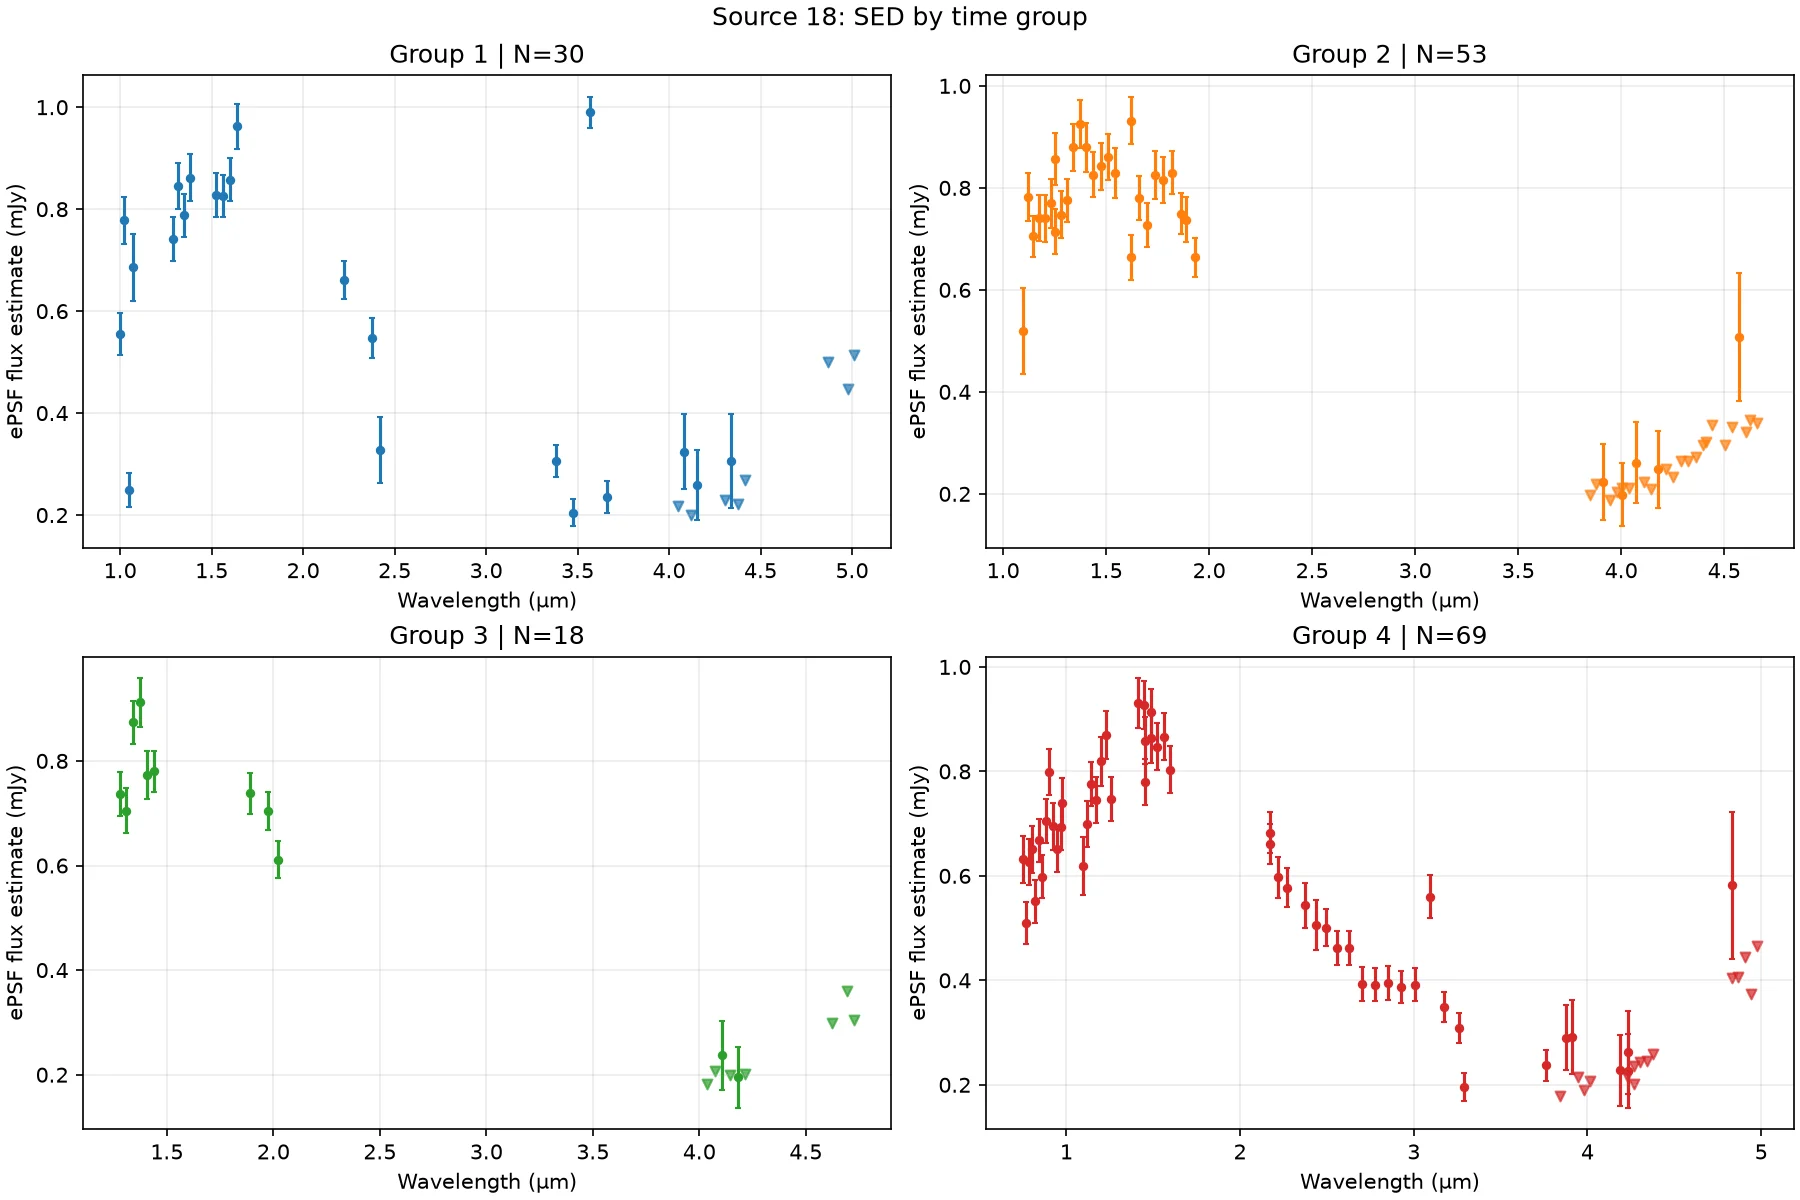 Source 18: SED by time group
Group 1 | N=30
ePSF flux estimate (mJy)
1.0
0.8
0.6
0.4
0.2
1.0 1.5 2.0 2.5 3.0 3.5 4.0 4.5 5.0
Wavelength (μm)
Group 2 | N=53
ePSF flux estimate (mJy)
1.0
0.8
0.6
0.4
0.2
1.0 1.5 2.0 2.5 3.0 3.5 4.0 4.5
Wavelength (μm)
Group 3 | N=18
ePSF flux estimate (mJy)
0.8
0.6
0.4
0.2
1.5 2.0 2.5 3.0 3.5 4.0 4.5
Wavelength (μm)
Group 4 | N=69
ePSF flux estimate (mJy)
1.0
0.8
0.6
0.4
0.2
1 2 3 4 5
Wavelength (μm)